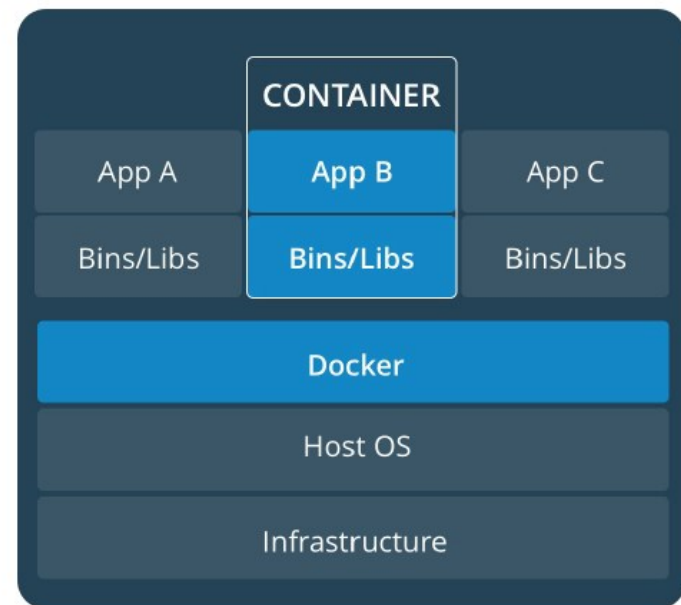 CONTAINER
App A App B App C
Bins/Libs Bins/Libs Bins/Libs
Docker
Host OS
Infrastructure